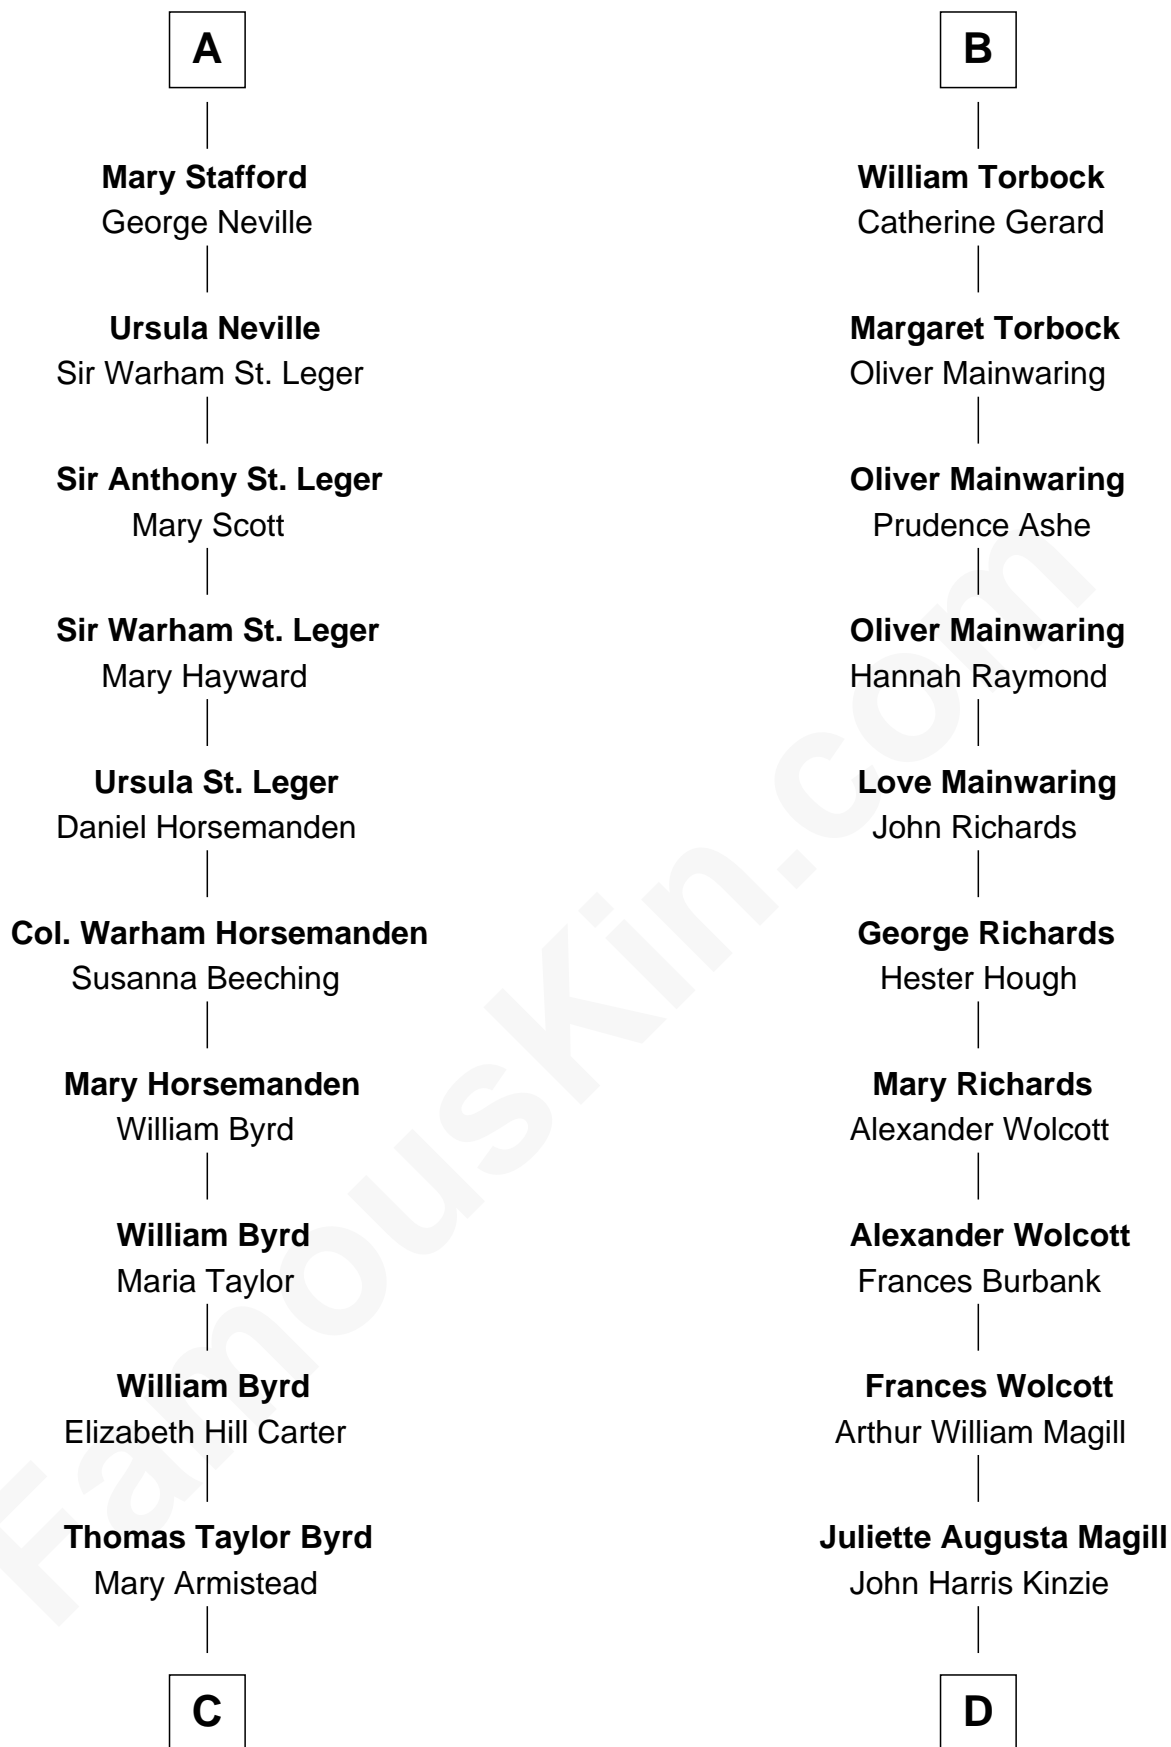 A
Mary Stafford
George Neville
Ursula Neville
Sir Warham St. Leger
Sir Anthony St. Leger
Mary Scott
Sir Warham St. Leger
Mary Hayward
Ursula St. Leger
Daniel Horsemanden
Col. Warham Horsemanden
Susanna Beeching
Mary Horsemanden
William Byrd
William Byrd
Maria Taylor
William Byrd
Elizabeth Hill Carter
Thomas Taylor Byrd
Mary Armistead
C
B
William Torbock
Catherine Gerard
Margaret Torbock
Oliver Mainwaring
Oliver Mainwaring
Prudence Ashe
Oliver Mainwaring
Hannah Raymond
Love Mainwaring
John Richards
George Richards
Hester Hough
Mary Richards
Alexander Wolcott
Alexander Wolcott
Frances Burbank
Frances Wolcott
Arthur William Magill
Juliette Augusta Magill
John Harris Kinzie
D
FamousKin.com